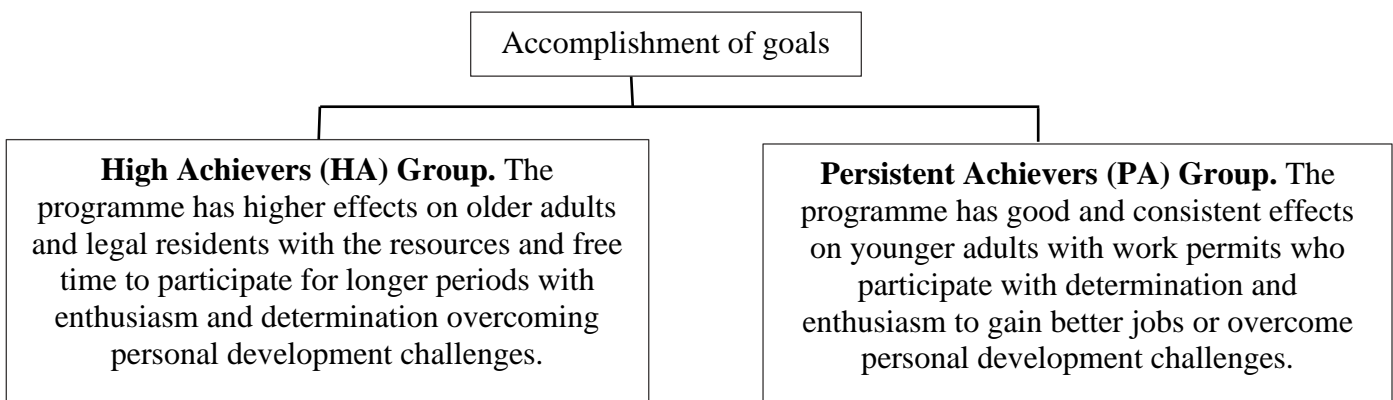 Accomplishment of goals
High Achievers (HA) Group. The
programme has higher effects on older adults
and legal residents with the resources and free
time to participate for longer periods with
enthusiasm and determination overcoming
personal development challenges.
Persistent Achievers (PA) Group. The
programme has good and consistent effects
on younger adults with work permits who
participate with determination and
enthusiasm to gain better jobs or overcome
personal development challenges.